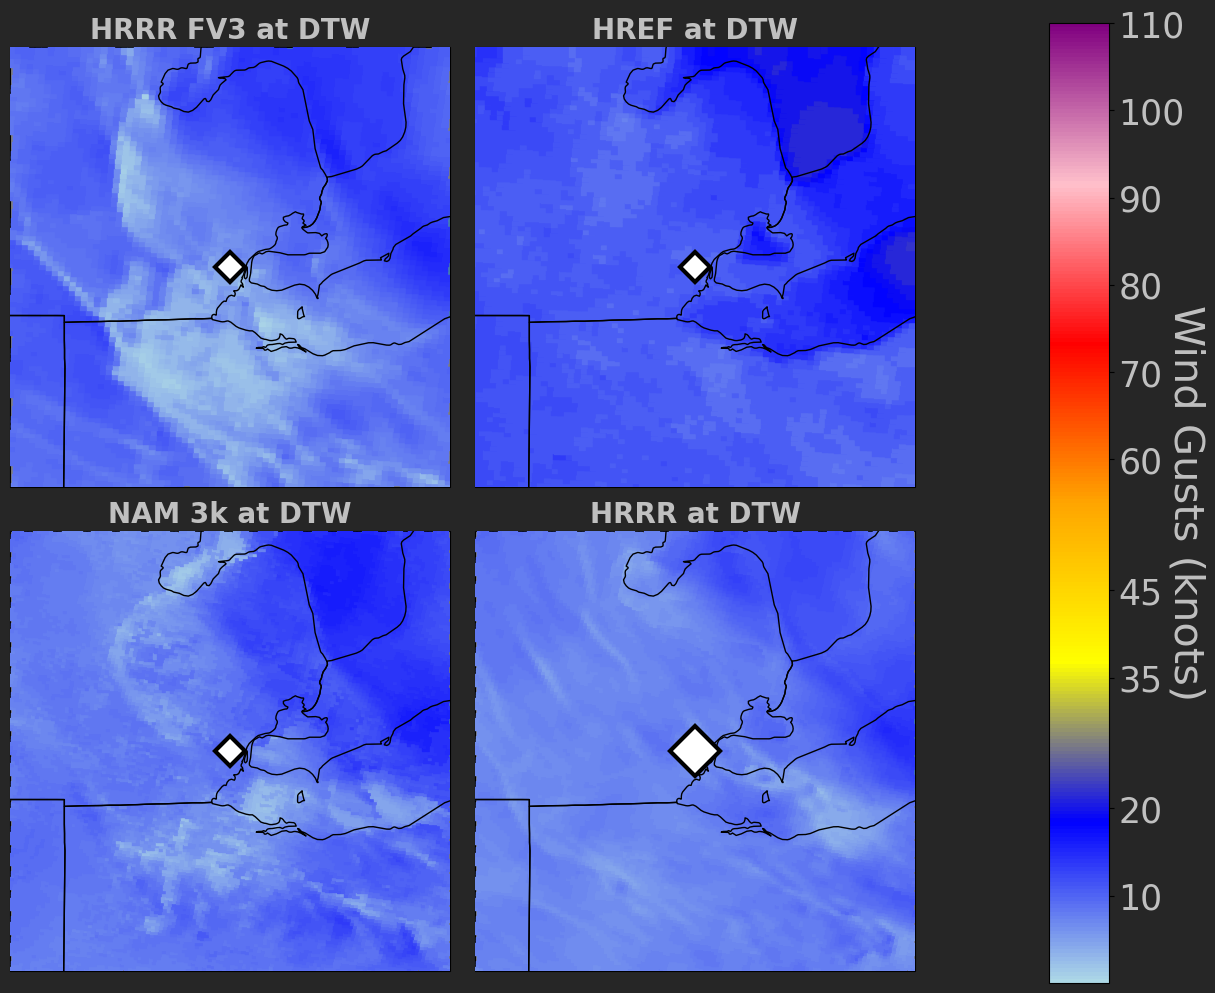 HRRR FV3 at DTW
HREF at DTW
NAM 3k at DTW
HRRR at DTW
110
100
90
80
70
60
45
35
20
10
Wind Gusts (knots)